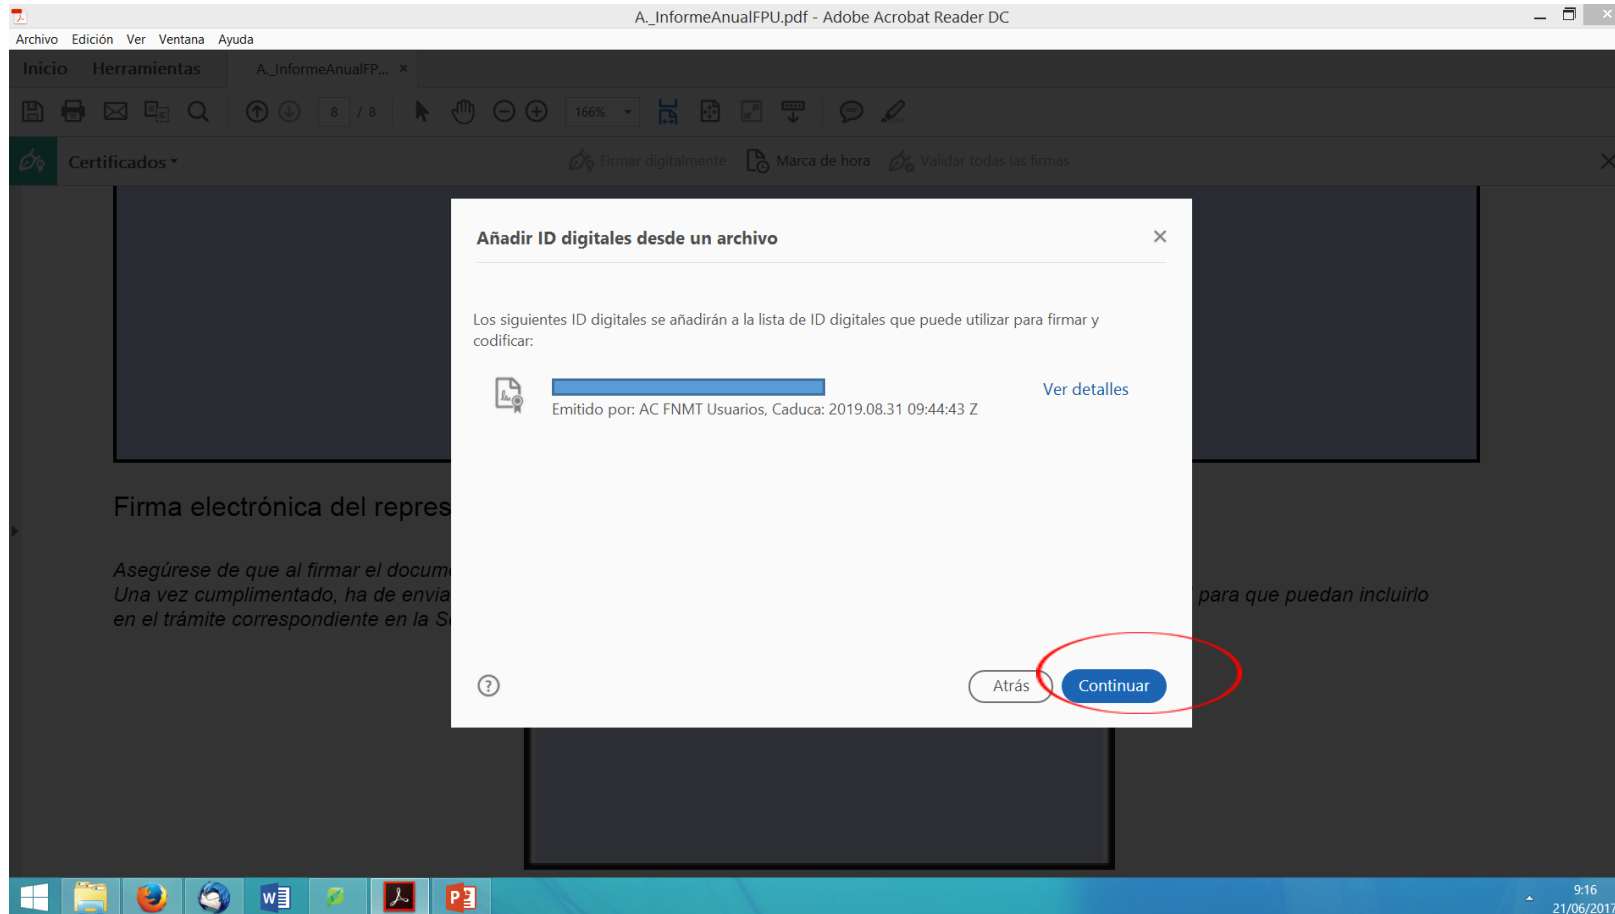 A._InformeAnualFPU.pdf - Adobe Acrobat Reader DC
Archivo Edición Ver Ventana Ayuda
Inicio Herramientas A._InformeAnualFP... ×
8 / 8 166%
Certificados Firmar digitalmente Marca de hora Validar todas las firmas
Añadir ID digitales desde un archivo
Los siguientes ID digitales se añadirán a la lista de ID digitales que puede utilizar para firmar y
codificar:
Ver detalles
Emitido por: AC FNMT Usuarios, Caduca: 2019.08.31 09:44:43 Z
Firma electrónica del repres
Asegúrese de que al firmar el docum
Una vez cumplimentado, ha de envia para que puedan incluirlo
en el trámite correspondiente en la S
Atrás Continuar
9:16
21/06/2017